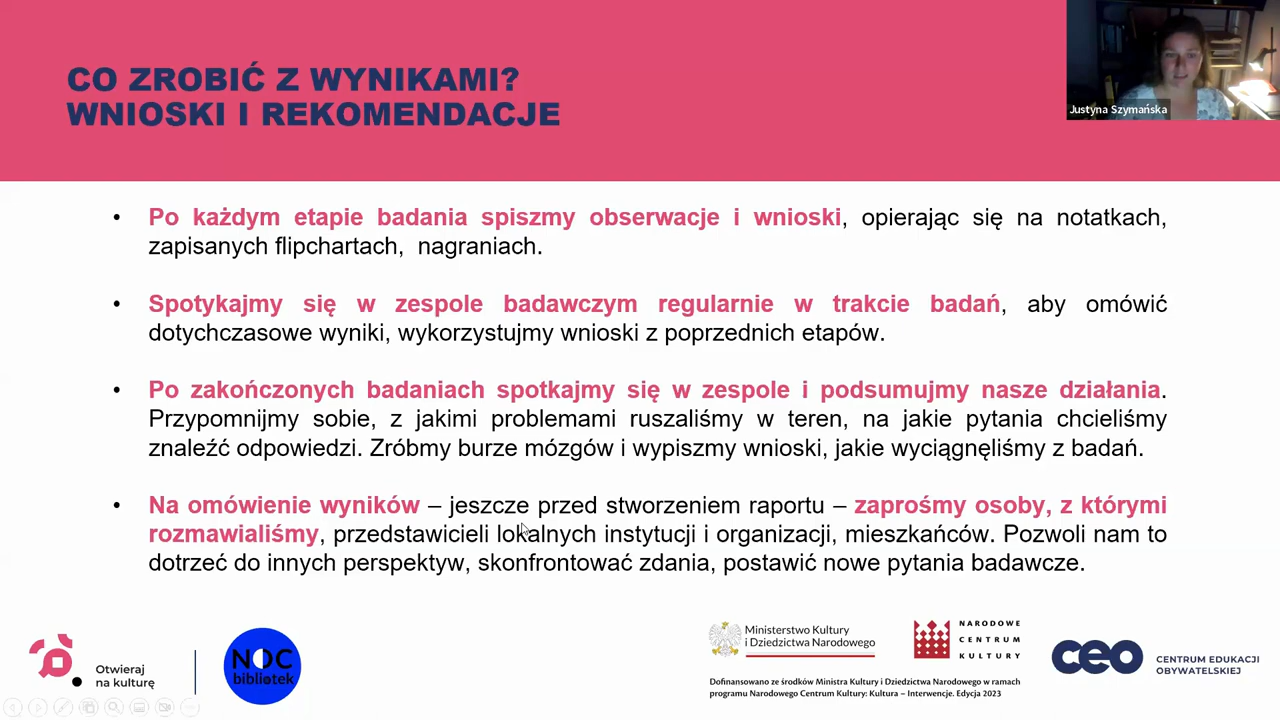 CO ZROBIĆ Z WYNIKAMI?
WNIOSKI I REKOMENDACJE
Justyna Szymańska
• Po każdym etapie badania spiszmy obserwacje i wnioski, opierając się na notatkach,
zapisanych flipchartach, nagraniach.
• Spotykajmy się w zespole badawczym regularnie w trakcie badań, aby omówić
dotychczasowe wyniki, wykorzystujmy wnioski z poprzednich etapów.
• Po zakończonych badaniach spotkajmy się w zespole i podsumujmy nasze działania.
Przypomnijmy sobie, z jakimi problemami ruszaliśmy w teren, na jakie pytania chcieliśmy
znaleźć odpowiedzi. Zróbmy burze mózgów i wypiszmy wnioski, jakie wyciągnęliśmy z badań.
• Na omówienie wyników – jeszcze przed stworzeniem raportu – zaprośmy osoby, z którymi
rozmawialiśmy, przedstawicieli lokalnych instytucji i organizacji, mieszkańców. Pozwoli nam to
dotrzeć do innych perspektyw, skonfrontować zdania, postawić nowe pytania badawcze.
Otwieraj
na kulturę
NOC
bibliotek
Ministerstwo Kultury
i Dziedzictwa Narodowego
NARODOWE
CENTRUM
KULTURY
Dofinansowano ze środków Ministra Kultury i Dziedzictwa Narodowego w ramach
programu Narodowego Centrum Kultury: Kultura – Interwencje. Edycja 2023
ceo
CENTRUM EDUKACJI
OBYWATELSKIEJ